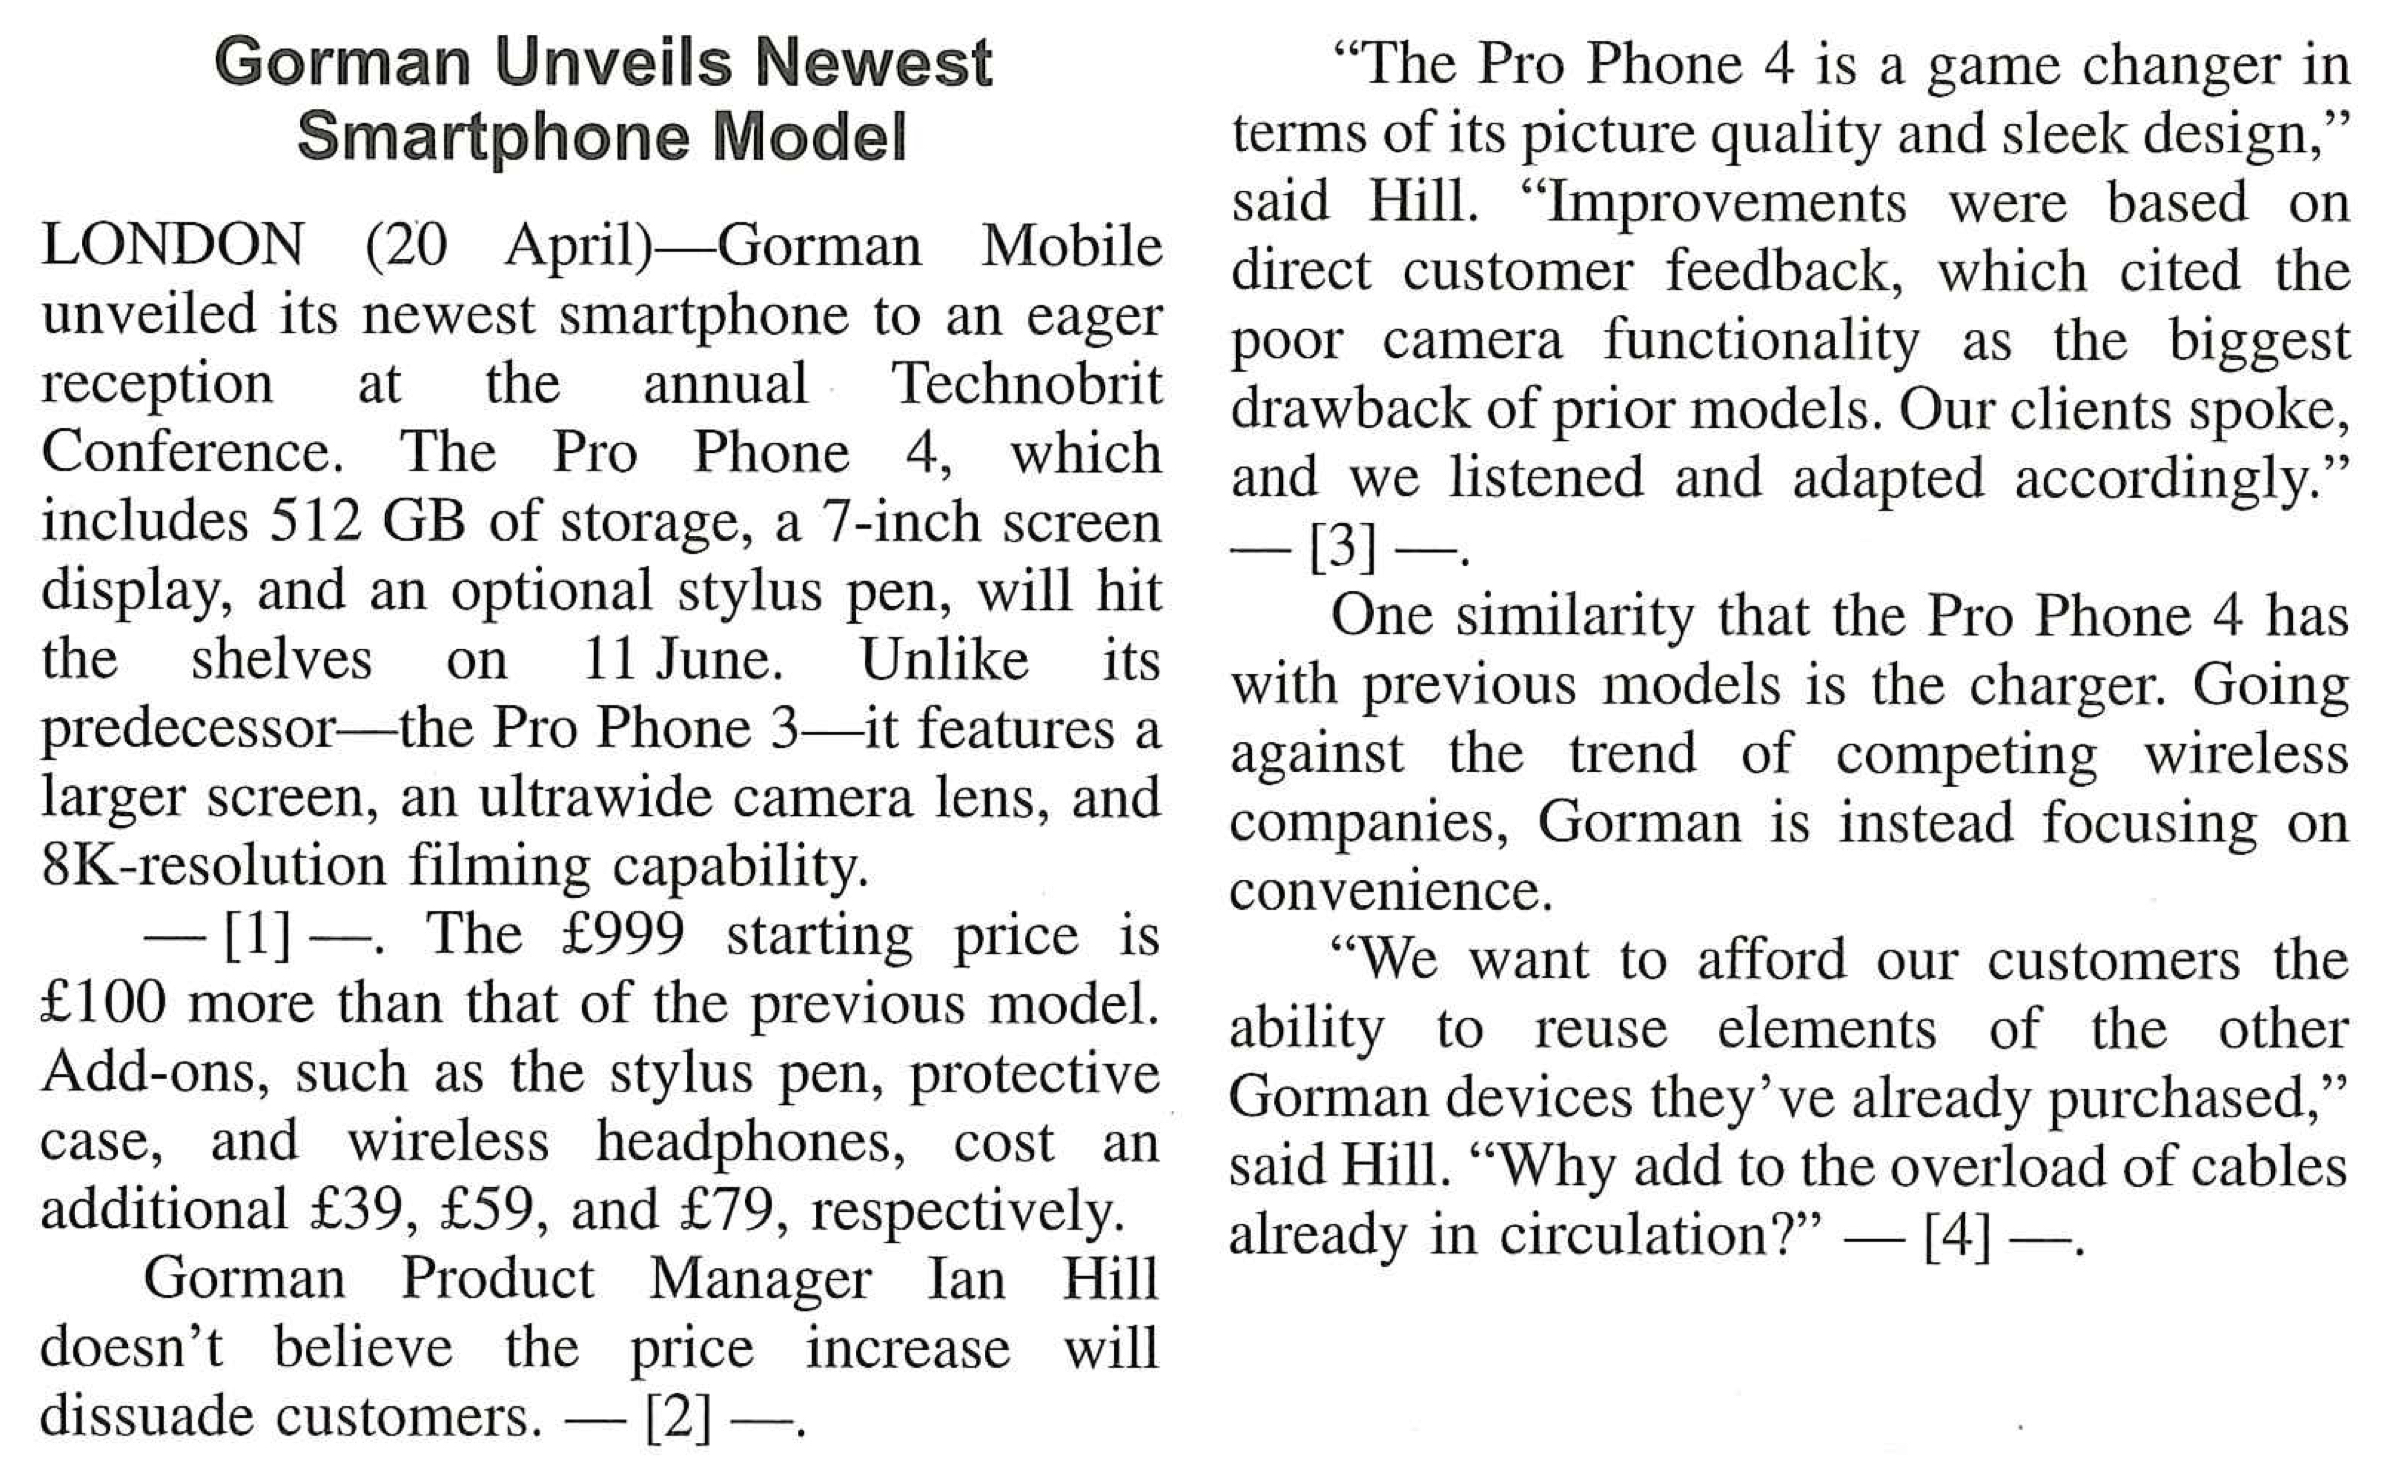 Gorman Unveils Newest
Smartphone Model
LONDON (20 April)—Gorman Mobile
unveiled its newest smartphone to an eager
reception at the annual Technobrit
Conference. The Pro Phone 4, which
includes 512 GB of storage, a 7-inch screen
display, and an optional stylus pen, will hit
the shelves on 11 June. Unlike its
predecessor—the Pro Phone 3—it features a
larger screen, an ultrawide camera lens, and
8K-resolution filming capability.
— [1] —. The £999 starting price is
£100 more than that of the previous model.
Add-ons, such as the stylus pen, protective
case, and wireless headphones, cost an
additional £39, £59, and £79, respectively.
Gorman Product Manager Ian Hill
doesn't believe the price increase will
dissuade customers. — [2] —.
“The Pro Phone 4 is a game changer in
terms of its picture quality and sleek design,”
said Hill. “Improvements were based on
direct customer feedback, which cited the
poor camera functionality as the biggest
drawback of prior models. Our clients spoke,
and we listened and adapted accordingly.”
— [3] —.
One similarity that the Pro Phone 4 has
with previous models is the charger. Going
against the trend of competing wireless
companies, Gorman is instead focusing on
convenience.
“We want to afford our customers the
ability to reuse elements of the other
Gorman devices they've already purchased,”
said Hill. “Why add to the overload of cables
already in circulation?” — [4] —.